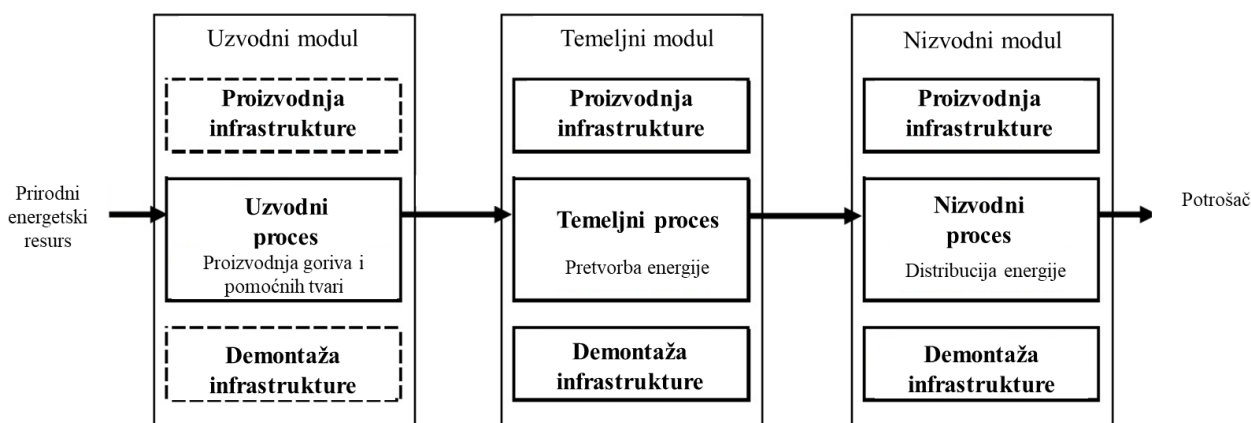 Uzvodni modul
Temeljni modul
Nizvodni modul
Proizvodnja
infrastrukture
Proizvodnja
infrastrukture
Proizvodnja
infrastrukture
Prirodni
energetski
resurs
Uzvodni
proces
Proizvodnja goriva i
pomoćnih tvari
Temeljni proces
Pretvorba energije
Nizvodni
proces
Distribucija energije
Potrošač
Demontaža
infrastrukture
Demontaža
infrastrukture
Demontaža
infrastrukture